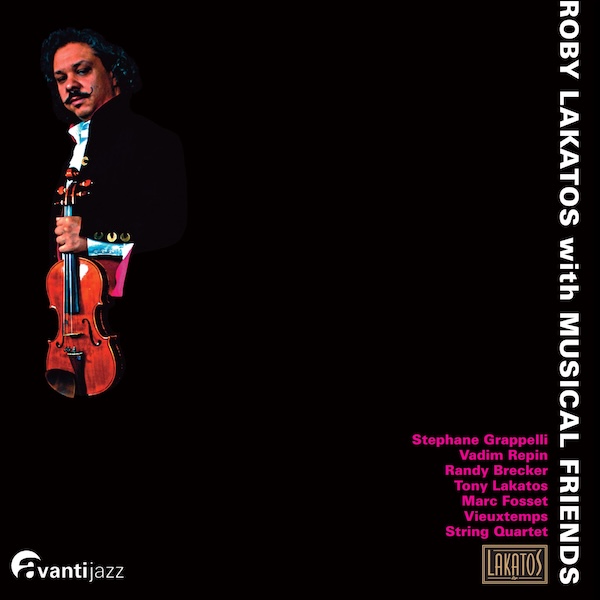 ROBY LAKATOS with MUSICAL FRIENDS
Stephane Grappelli
Vadim Repin
Randy Brecker
Tony Lakatos
Marc Fosset
Vieuxtemps
String Quartet
LAKATOS
avantijazz